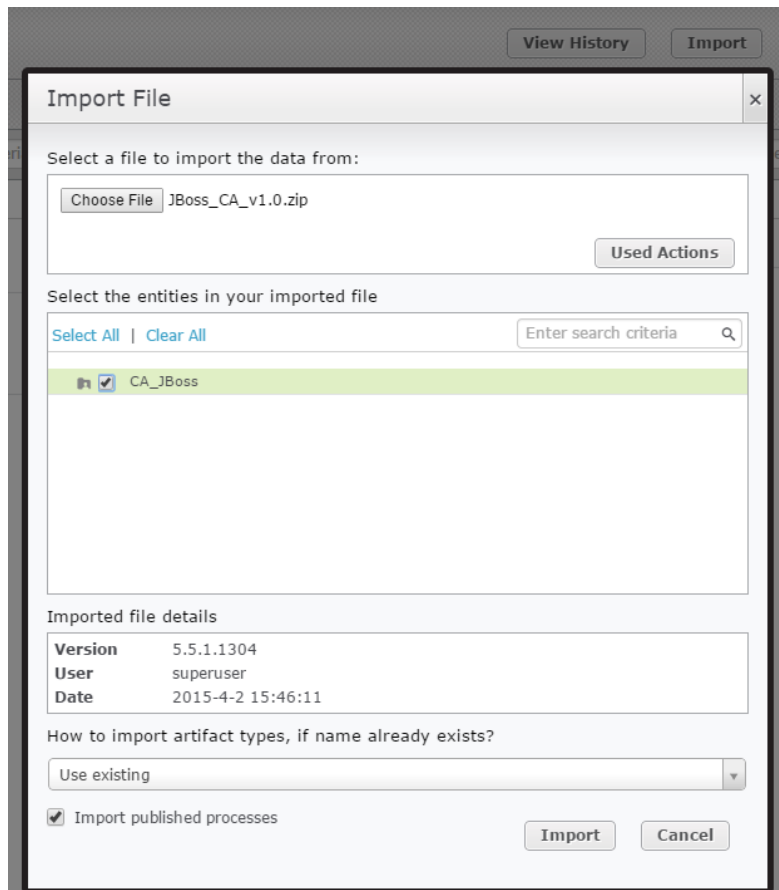 View History Import
Import File
Select a file to import the data from:
Choose File JBoss_CA_v1.0.zip
Used Actions
Select the entities in your imported file
Select All | Clear All Enter search criteria
CA_JBoss
Imported file details
Version 5.5.1.1304
User superuser
Date 2015-4-2 15:46:11
How to import artifact types, if name already exists?
Use existing
Import published processes
Import Cancel